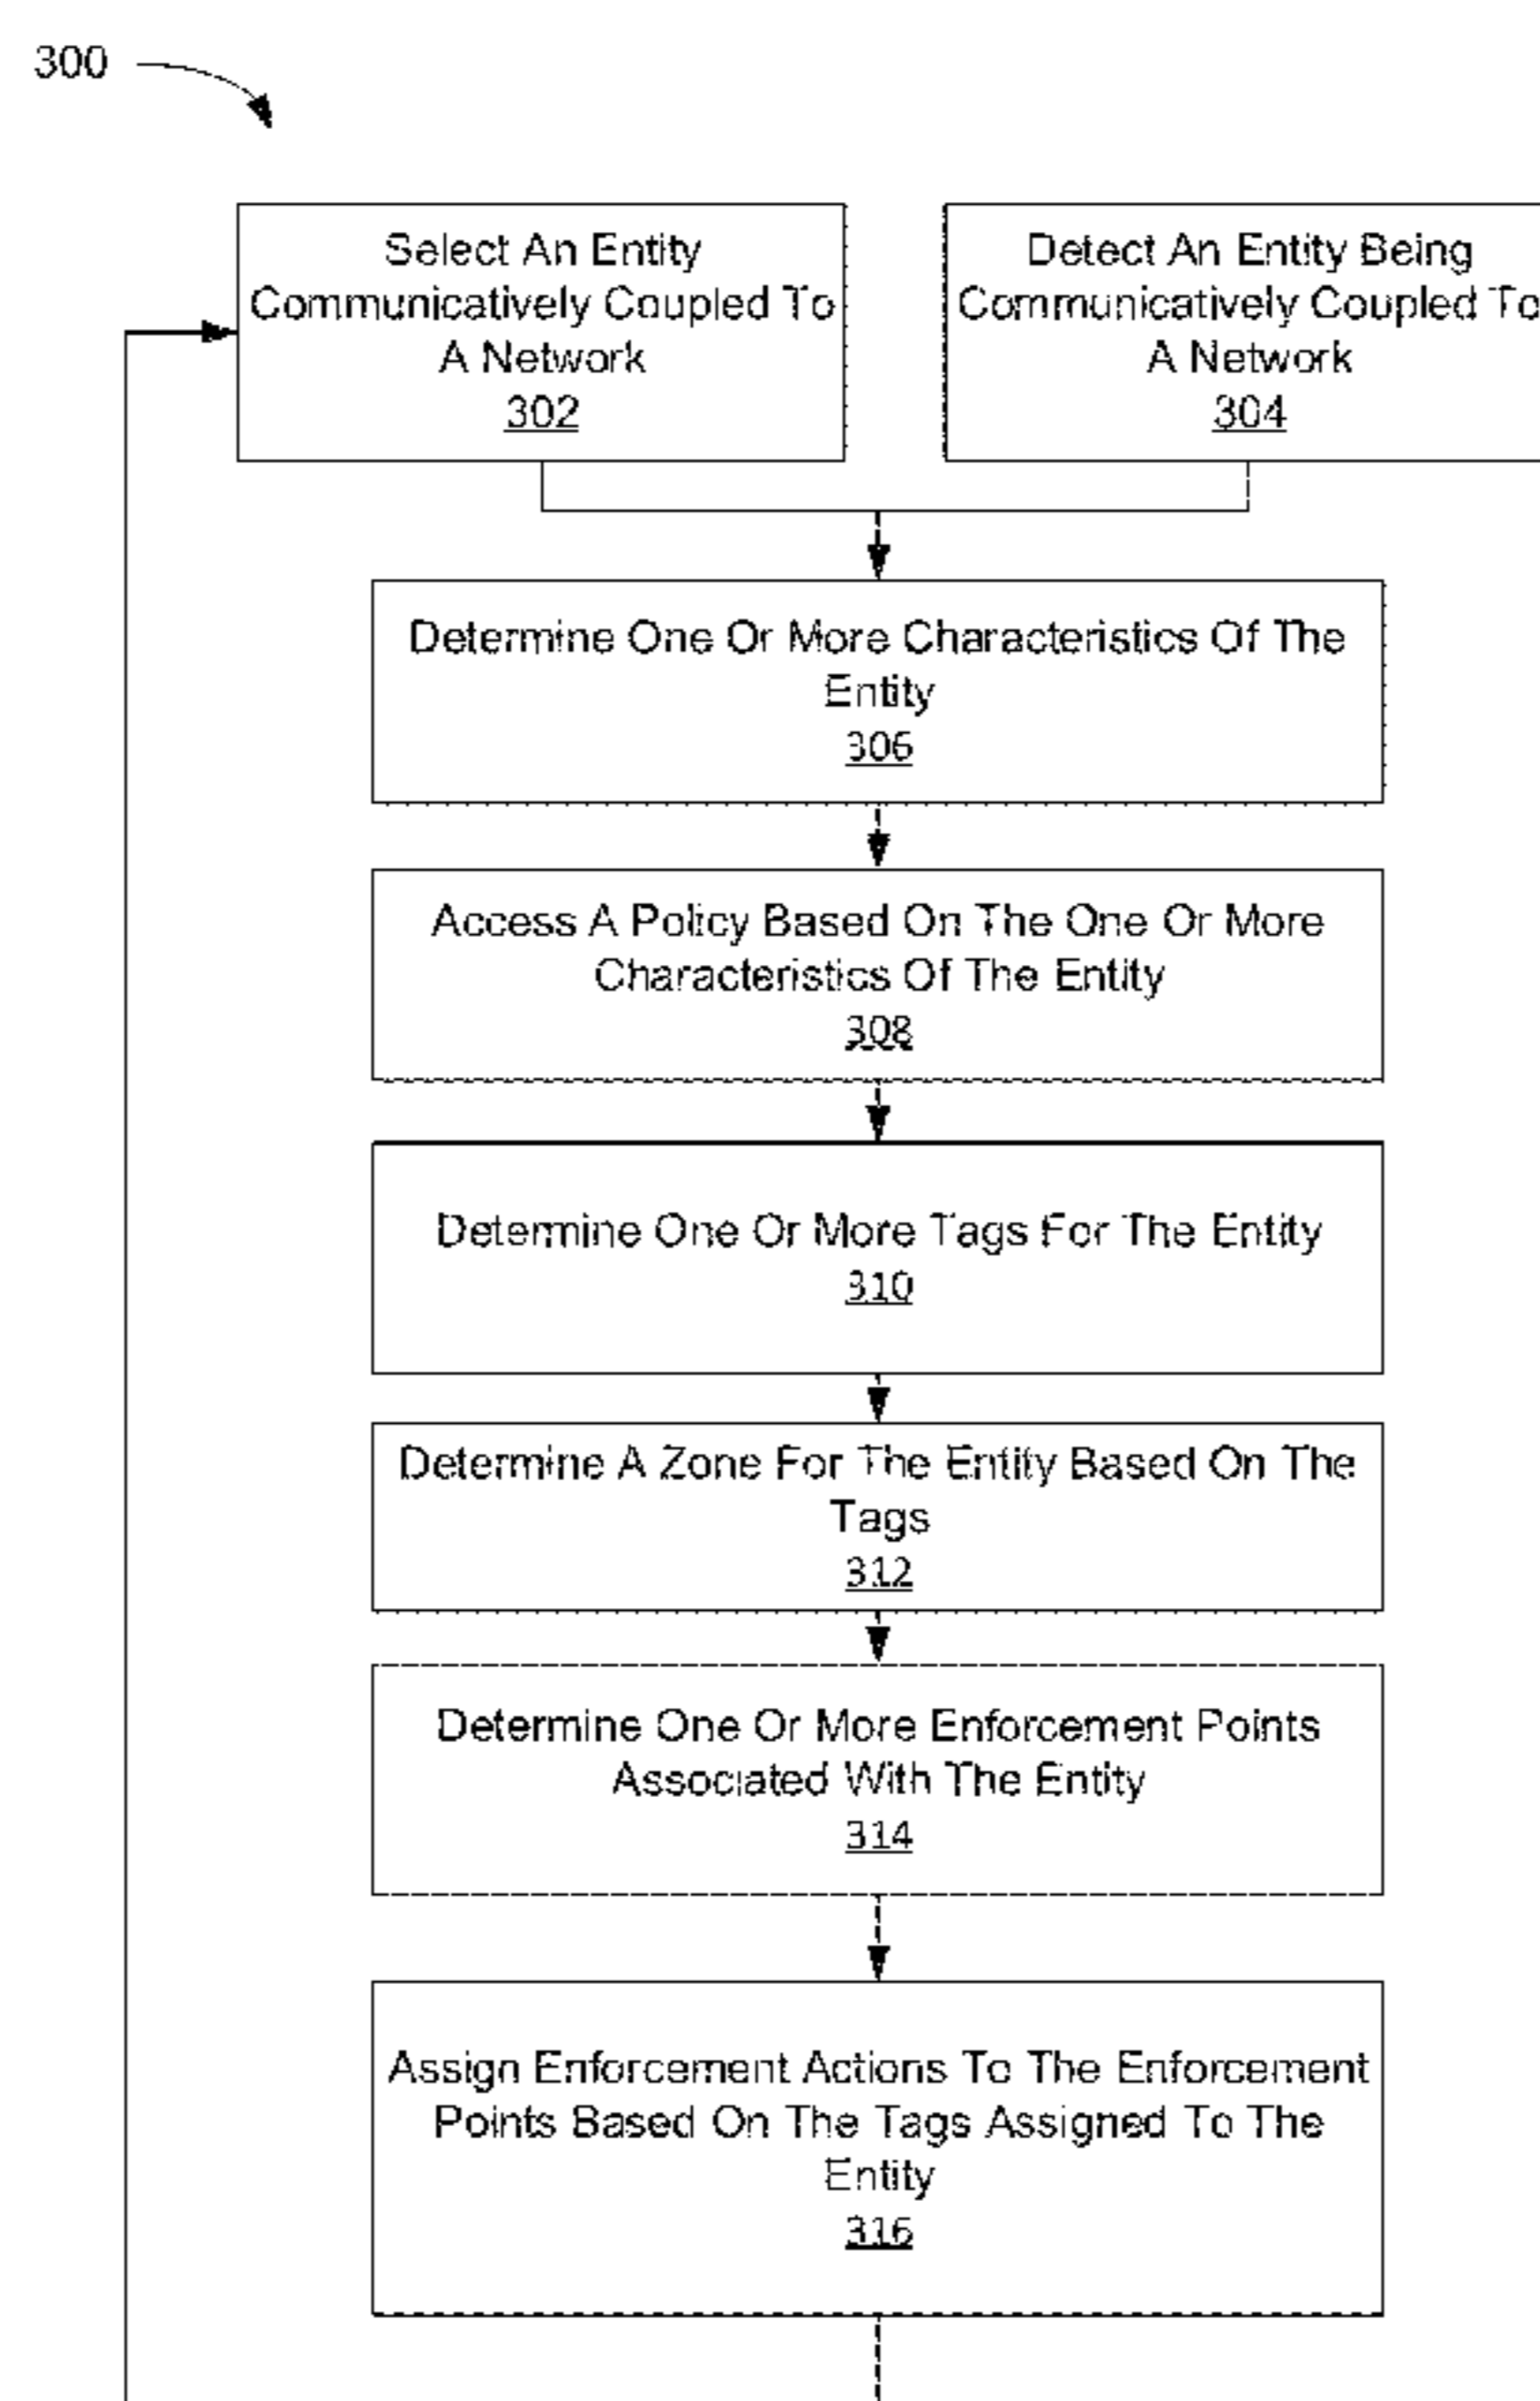 300
Select An Entity
Communicatively Coupled To
A Network
302
Detect An Entity Being
Communicatively Coupled To
A Network
304
Determine One Or More Characteristics Of The
Entity
306
Access A Policy Based On The One Or More
Characteristics Of The Entity
308
Determine One Or More Tags For The Entity
310
Determine A Zone For The Entity Based On The
Tags
312
Determine One Or More Enforcement Points
Associated With The Entity
314
Assign Enforcement Actions To The Enforcement
Points Based On The Tags Assigned To The
Entity
316